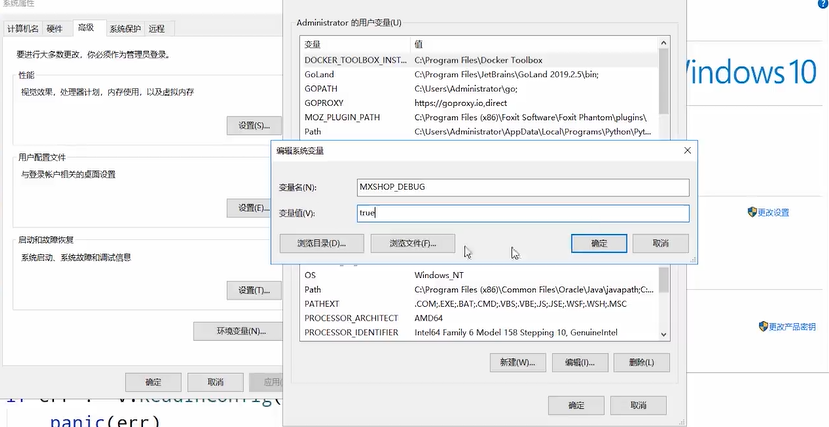 系统属性
计算机名 硬件 高级 系统保护 远程
要进行大多数更改，你必须作为管理员登录。
性能
视觉效果，处理器计划，内存使用，以及虚拟内存
设置(S)...
用户配置文件
与登录帐户相关的桌面设置
设置(E)...
启动和故障恢复
系统启动、系统故障和调试信息
设置(T)...
环境变量(N)...
确定 取消 应用(
Administrator 的用户变量(U)
变量 值
DOCKER_TOOLBOX_INST... C:\Program Files\Docker Toolbox
GoLand C:\Program Files\JetBrains\GoLand 2019.2.5\bin;
GOPATH C:\Users\Administrator\go;
GOPROXY https://goproxy.io,direct
MOZ_PLUGIN_PATH C:\Program Files (x86)\Foxit Software\Foxit Phantom\plugins\
Path C:\Users\Administrator\AppData\Local\Programs\Python\Pyt...
编辑系统变量
变量名(N): MXSHOP_DEBUG
变量值(V): true
浏览目录(D)... 浏览文件(F)... 确定 取消
OS Windows_NT
Path C:\Program Files (x86)\Common Files\Oracle\Java\javapath;C:...
PATHEXT .COM;.EXE;.BAT;.CMD;.VBS;.VBE;.JS;.JSE;.WSF;.WSH;.MSC
PROCESSOR_ARCHITECT AMD64
PROCESSOR_IDENTIFIER Intel64 Family 6 Model 158 Stepping 10, GenuineIntel
新建(W)... 编辑(I)... 删除(L)
确定 取消
Windows 10
更改设置
更改产品密钥
panic(err)